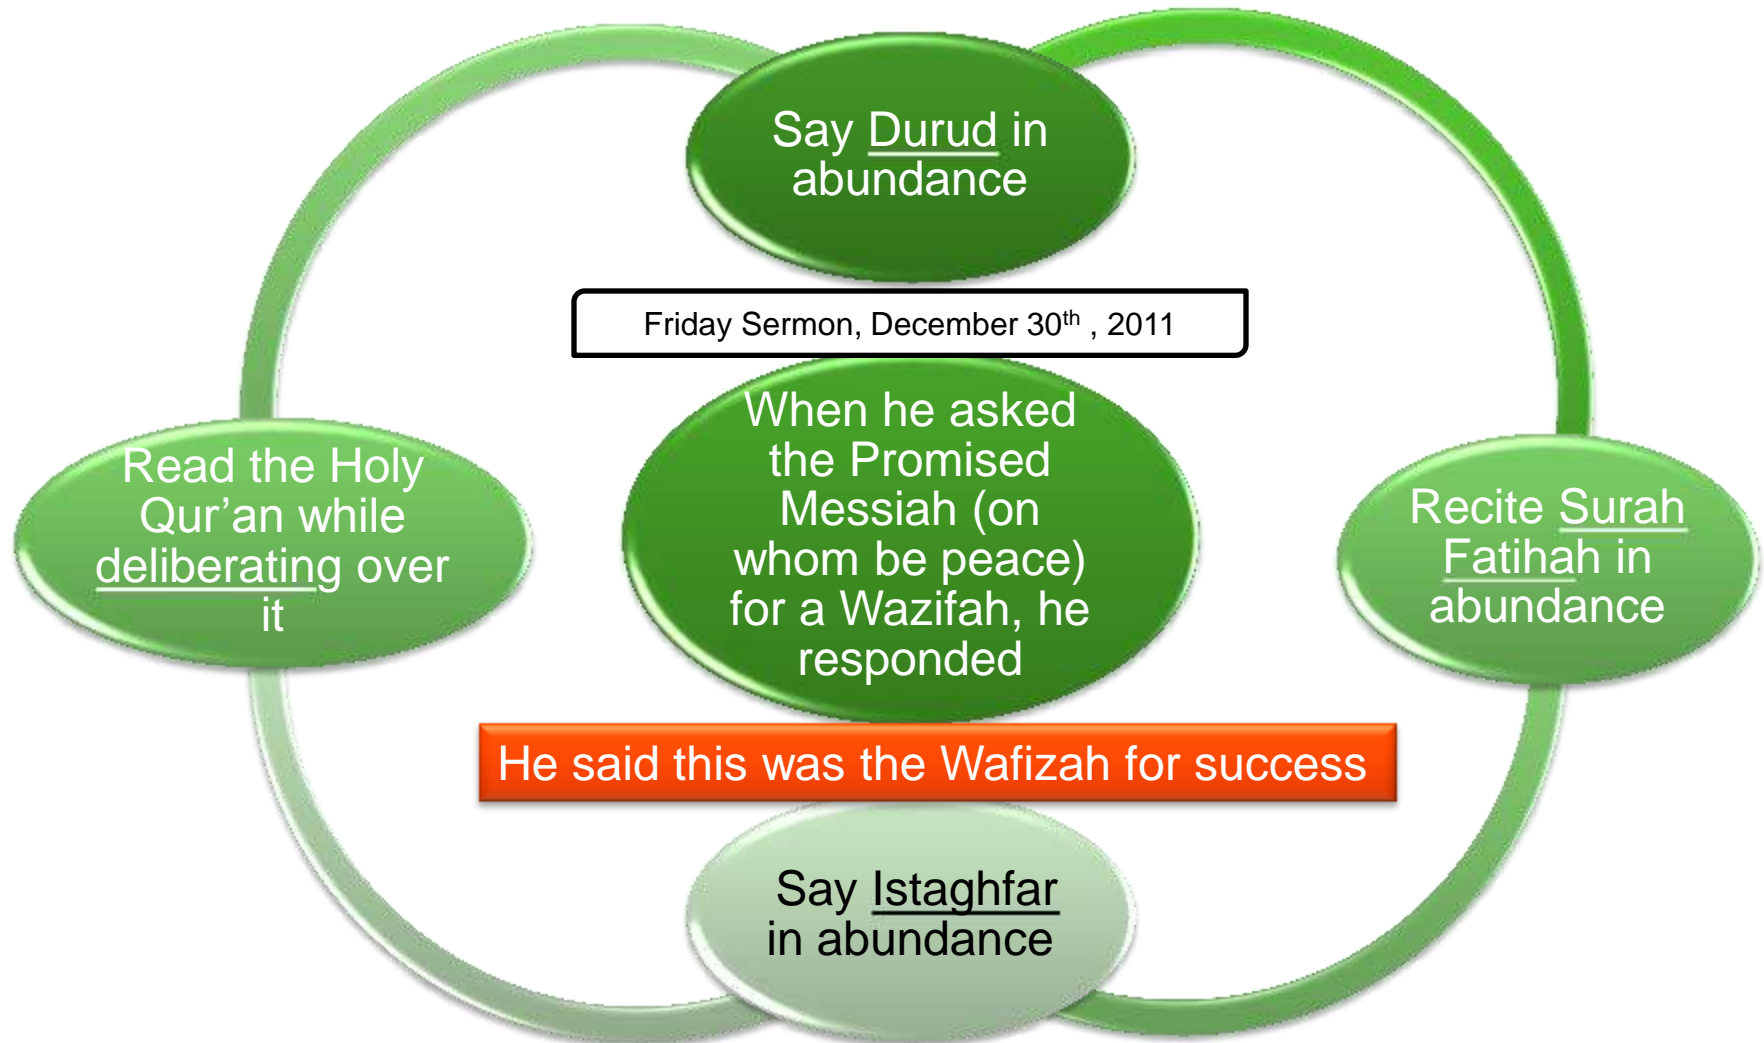 Say Durud in
abundance
Friday Sermon, December 30th , 2011
When he asked
the Promised
Messiah (on
whom be peace)
for a Wazifah, he
responded
Read the Holy
Qur’an while
deliberating over
it
Recite Surah
Fatihah in
abundance
He said this was the Wafizah for success
Say Istaghfar
in abundance